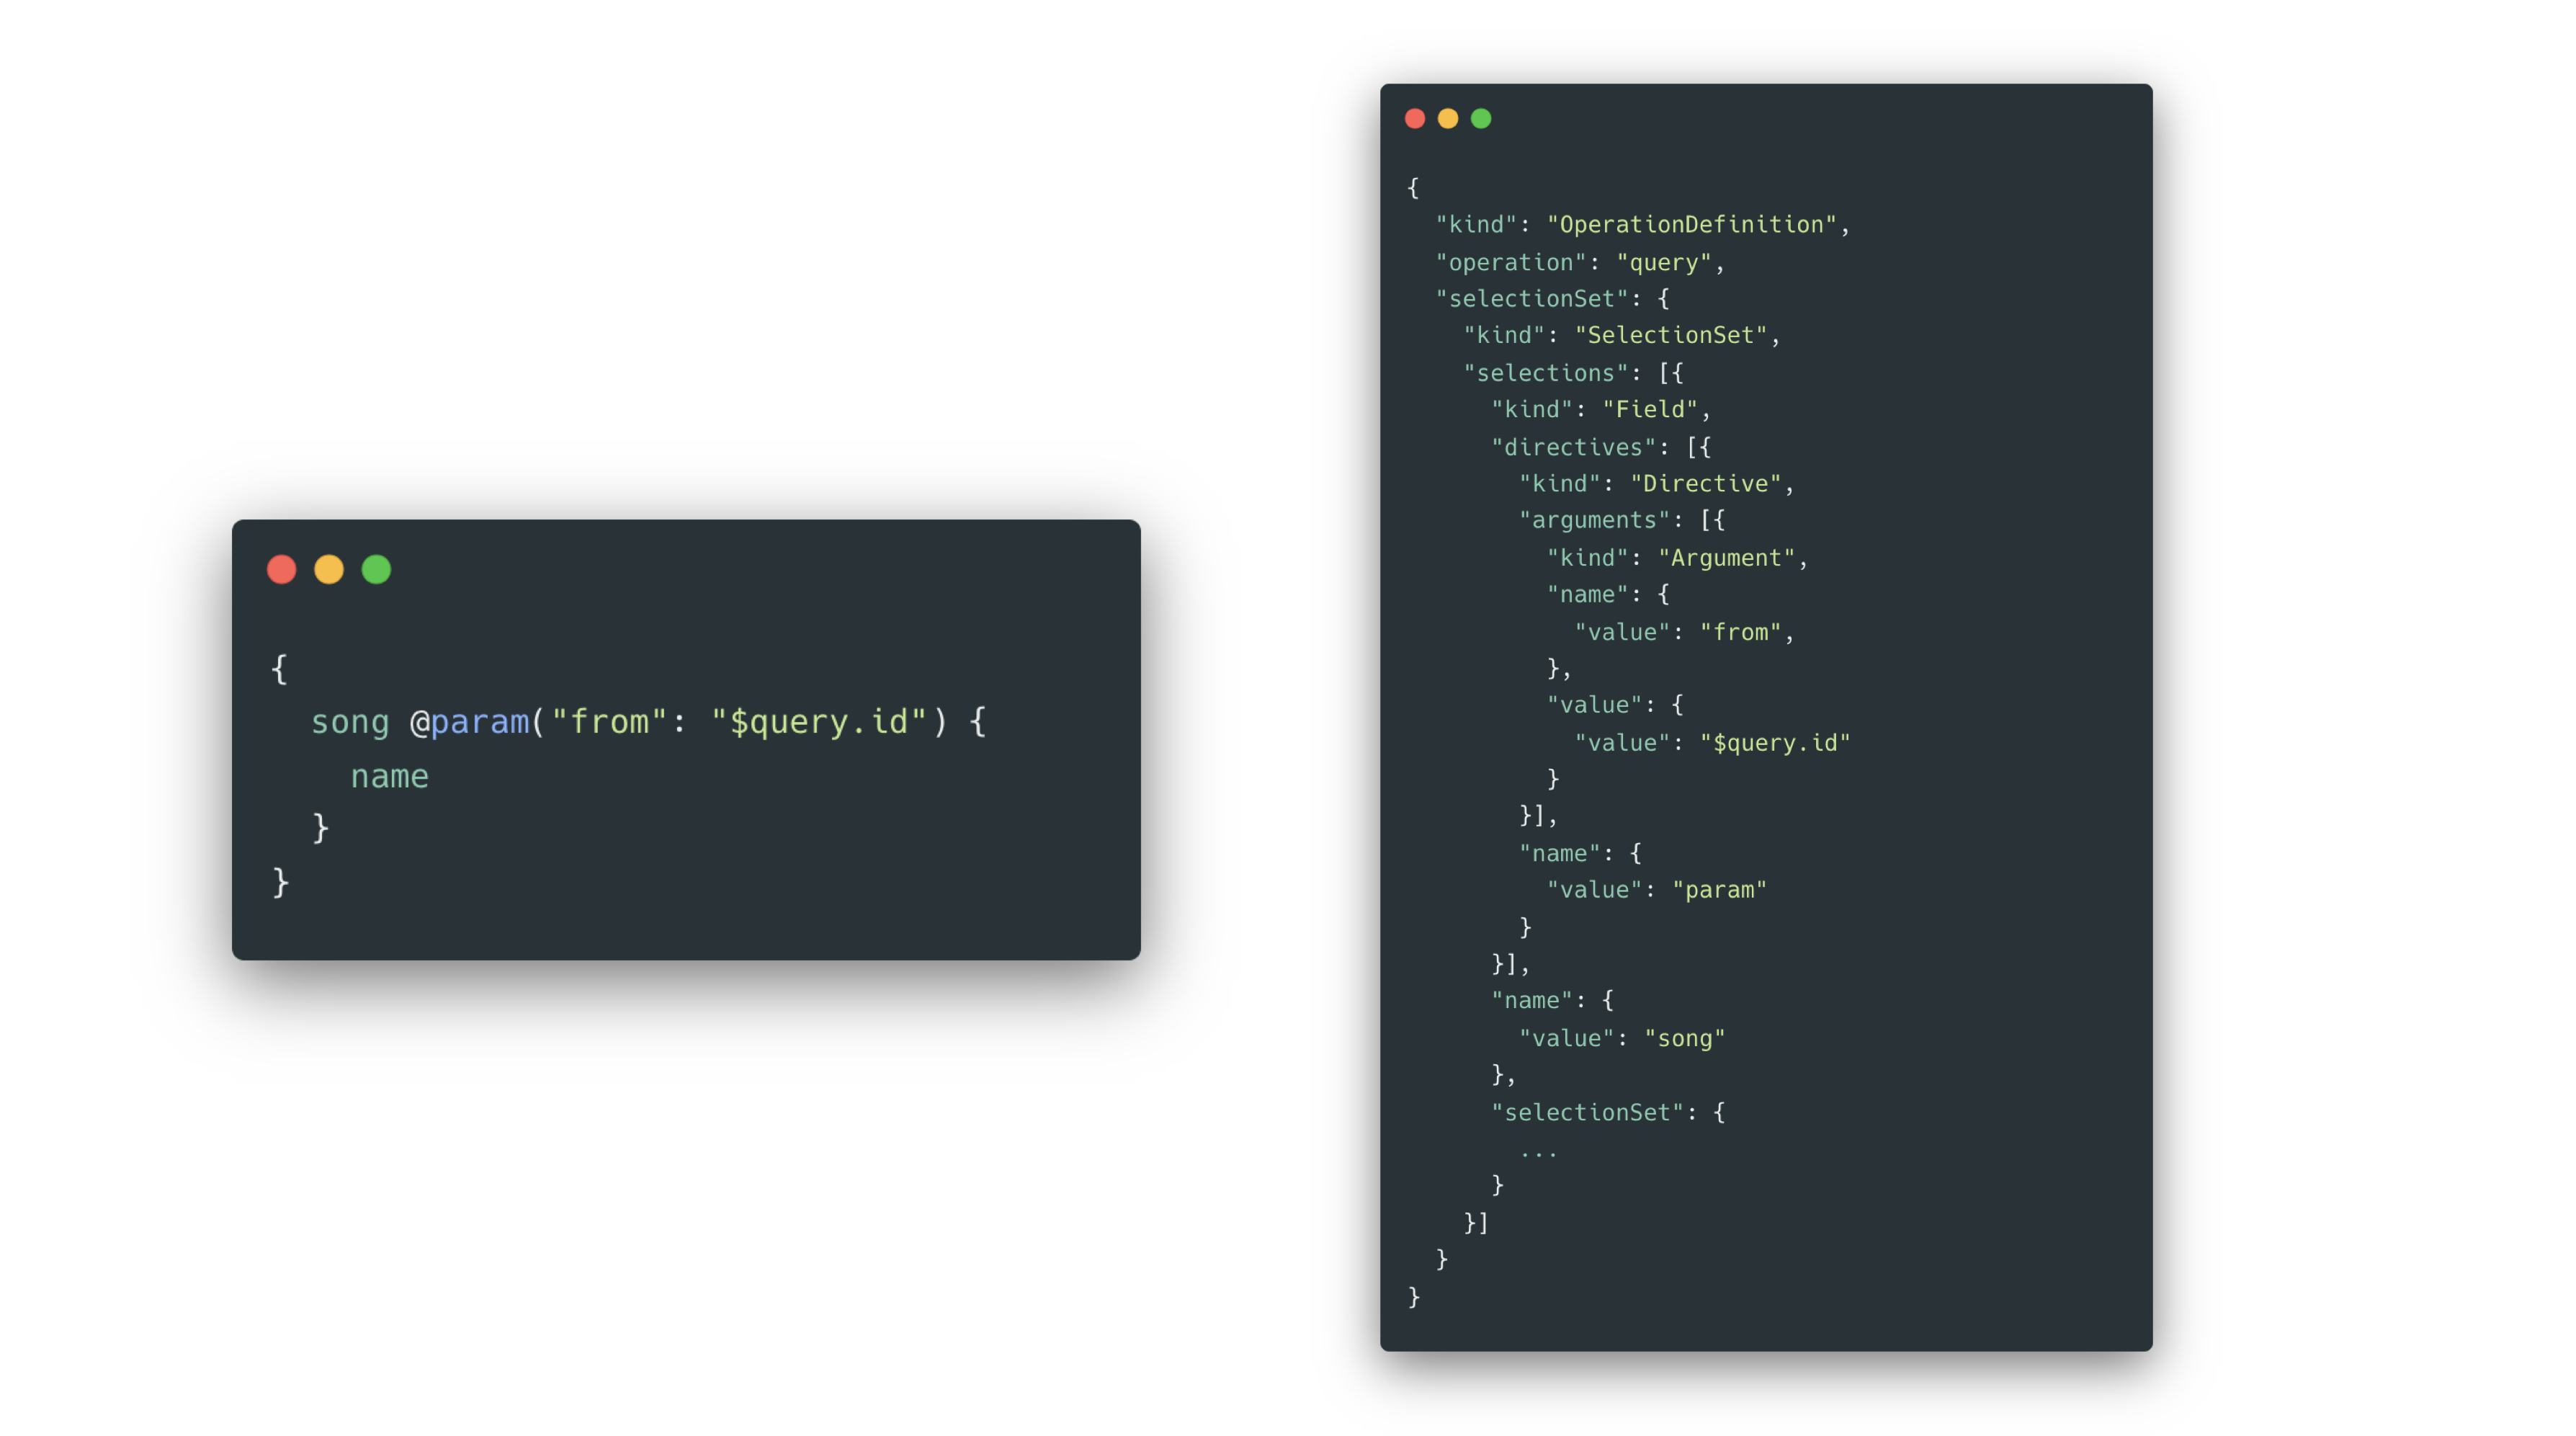 {
  song @param("from": "$query.id") {
    name
  }
}
{
  "kind": "OperationDefinition",
  "operation": "query",
  "selectionSet": {
    "kind": "SelectionSet",
    "selections": [{
      "kind": "Field",
      "directives": [{
        "kind": "Directive",
        "arguments": [{
          "kind": "Argument",
          "name": {
            "value": "from",
          },
          "value": {
            "value": "$query.id"
          }
        }],
        "name": {
          "value": "param"
        }
      }],
      "name": {
        "value": "song"
      },
      "selectionSet": {
        ...
      }
    }]
  }
}